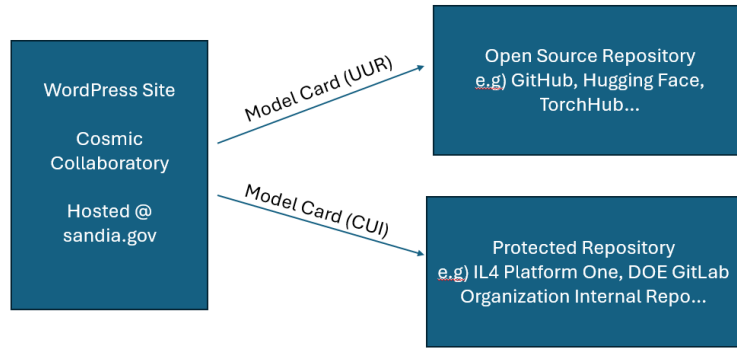 WordPress Site
Cosmic
Collaboratory
Hosted @
sandia.gov
Model Card (UUR)
Model Card (CUI)
Open Source Repository
e.g) GitHub, Hugging Face,
TorchHub...
Protected Repository
e.g) IL4 Platform One, DOE GitLab
Organization Internal Repo...